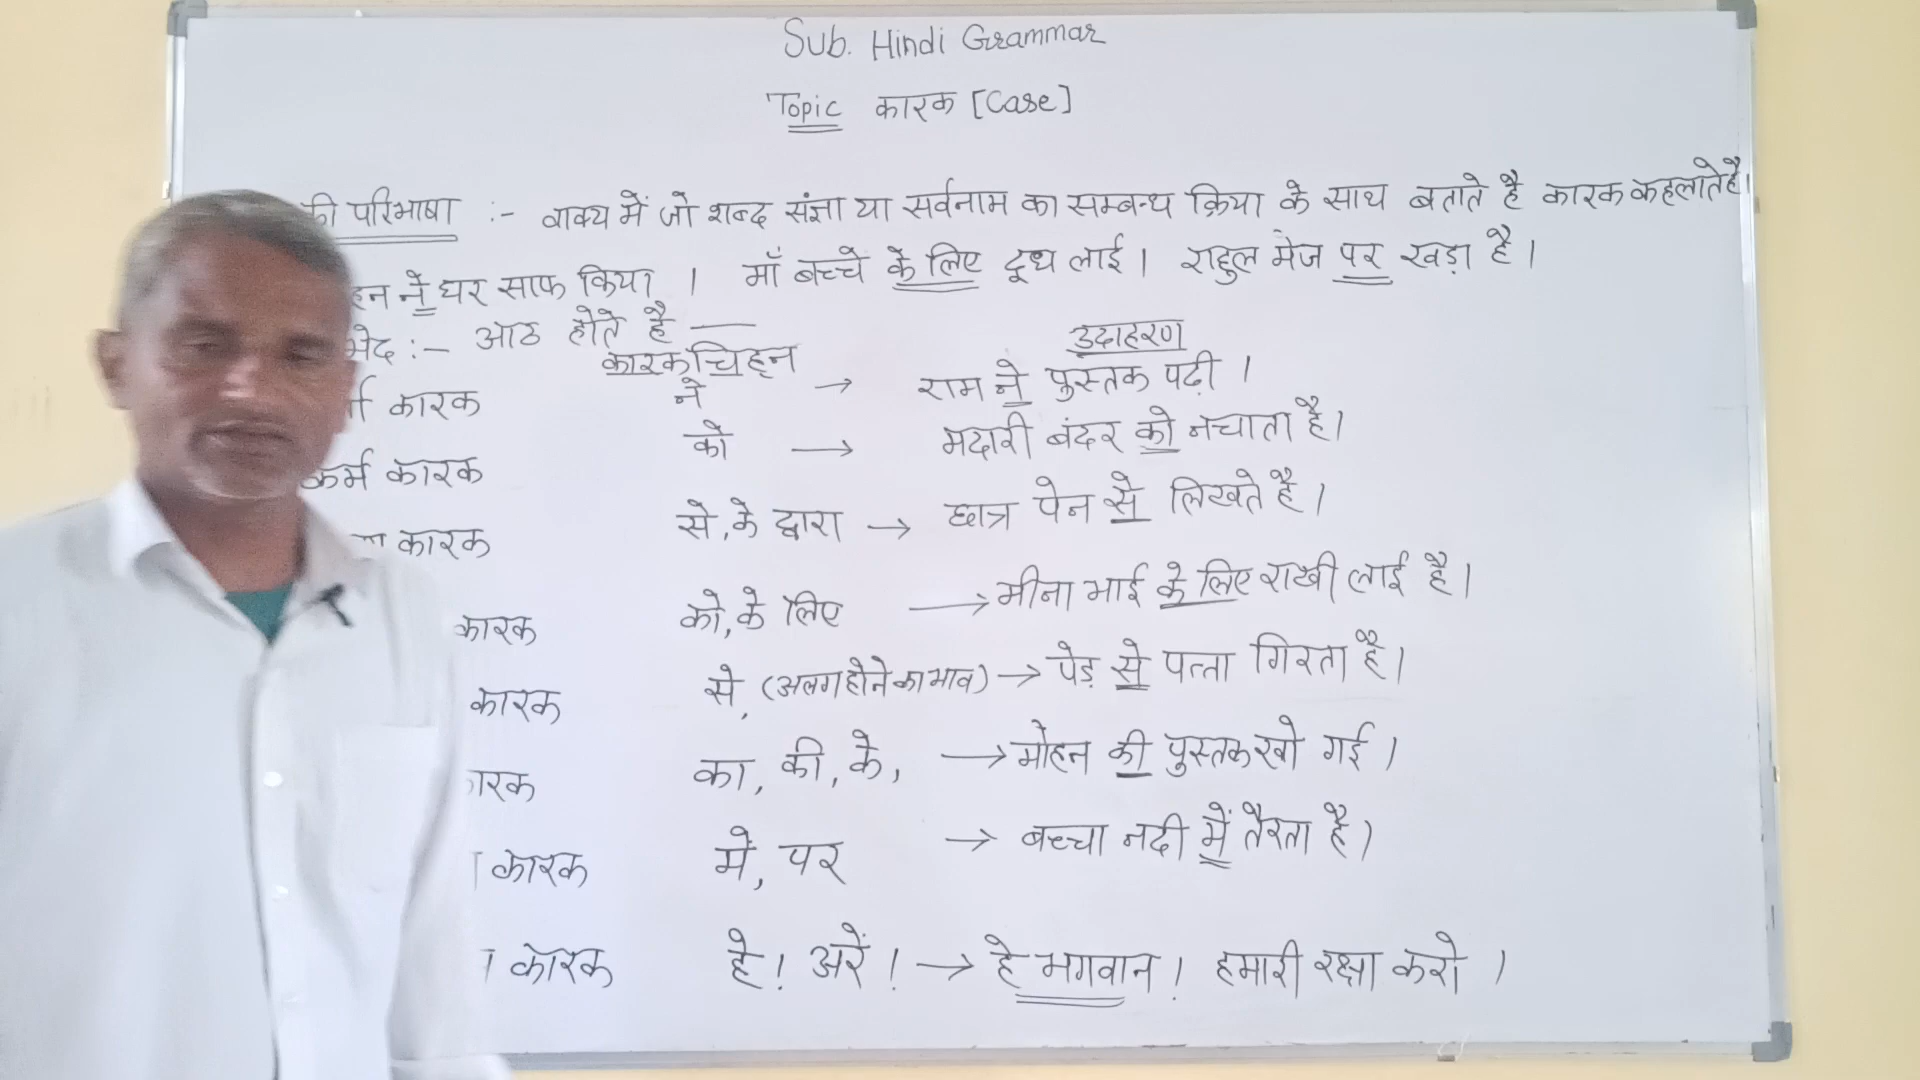 Sub. Hindi Grammar
Topic कारक [Case]
की परिभाषा :- वाक्य में जो शब्द संज्ञा या सर्वनाम का सम्बन्ध क्रिया के साथ बताते है कारक कहलाते है।
ने घर साफ किया । माँ बच्चे के लिए दूध लाई। राहुल मेज पर खड़ा है।
भेद :- आठ होते है —
कारक चिह्न उदाहरण
कारक ने → राम ने पुस्तक पढ़ी ।
कर्म कारक को → मदारी बंदर को नचाता है।
कारक से, के द्वारा → छात्र पेन से लिखते है।
कारक को, के लिए → मीना भाई के लिए राखी लाई है।
कारक से, (अलग होने का भाव) → पेड़ से पत्ता गिरता है।
का, की, के, → मोहन की पुस्तक खो गई ।
कारक में, पर → बच्चा नदी में तैरता है।
कारक हे! अरे! → हे भगवान ! हमारी रक्षा करो ।